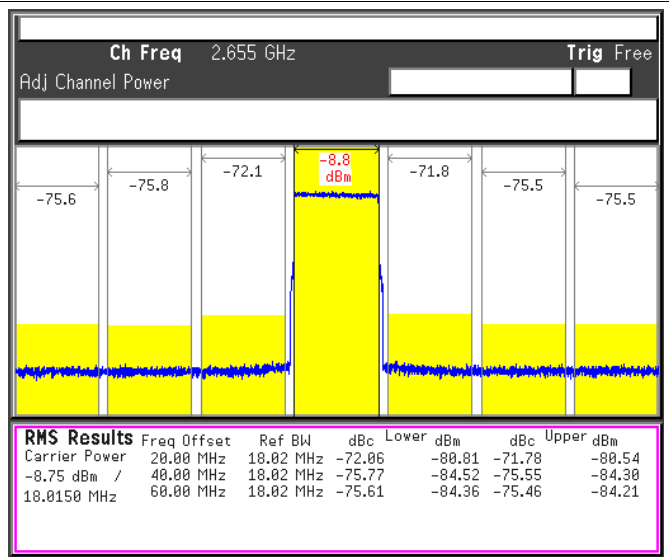 Ch Freq 2.655 GHz Trig Free
Adj Channel Power
-8.8
dBm
-75.6 -75.8 -72.1 -71.8 -75.5 -75.5
RMS Results Freq Offset Ref BW dBc Lower dBm dBc Upper dBm
Carrier Power 20.00 MHz 18.02 MHz -72.06 -80.81 -71.78 -80.54
-8.75 dBm / 40.00 MHz 18.02 MHz -75.77 -84.52 -75.55 -84.30
18.0150 MHz 60.00 MHz 18.02 MHz -75.61 -84.36 -75.46 -84.21